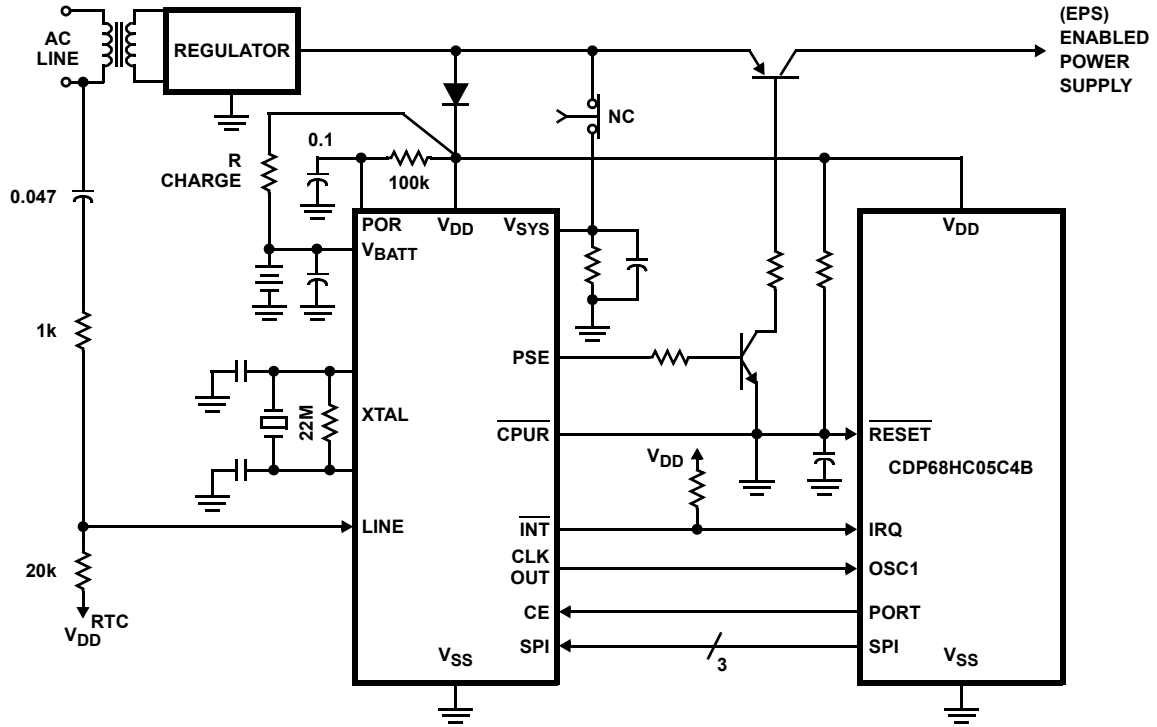 AC
LINE
REGULATOR
(EPS)
ENABLED
POWER
SUPPLY
NC
0.1
R
CHARGE
100k
0.047
POR
VDD
VSYS
VDD
VBATT
1k
PSE
XTAL
22M
CPUR
RESET
VDD
CDP68HC05C4B
LINE
INT
IRQ
20k
CLK
OUT
OSC1
CE
PORT
RTC
VDD
SPI
3
SPI
VSS
VSS